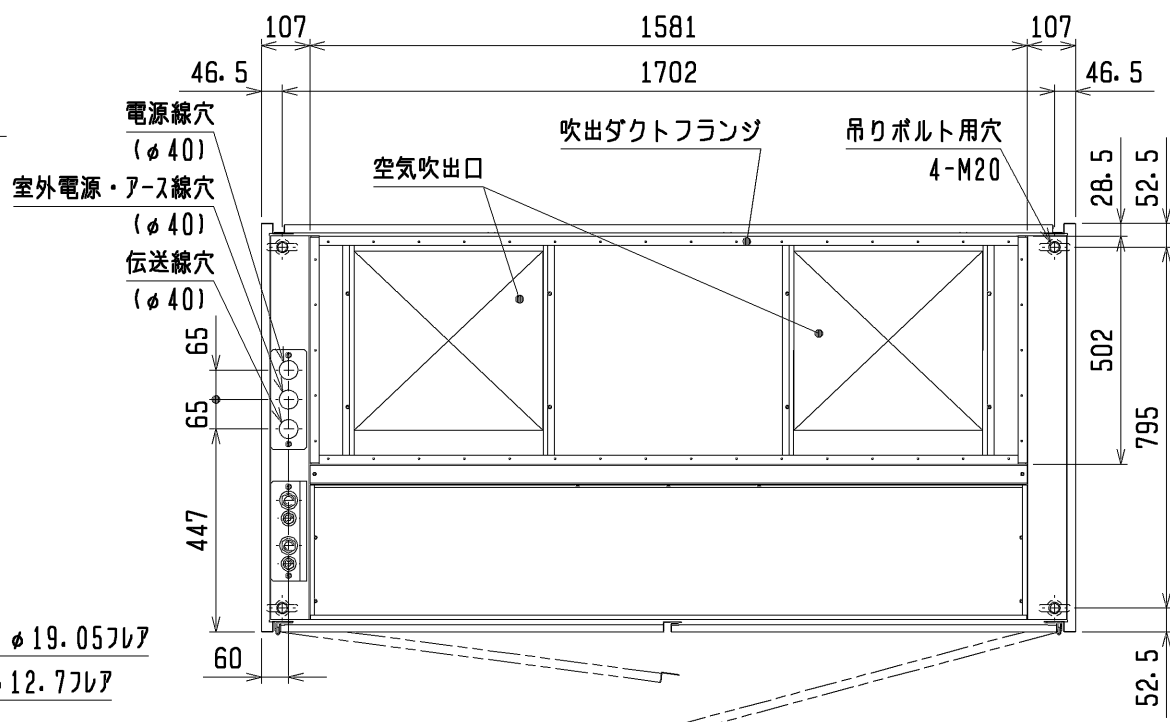 107
1581
107
46.5
1702
46.5
電源線穴
(φ40)
室外電源・アース線穴
(φ40)
伝送線穴
(φ40)
空気吹出口
吹出ダクトフランジ
吊りボルト用穴
4-M20
28.5
52.5
65
65
447
502
795
52.5
60
φ19.05フレア
12.7フレア